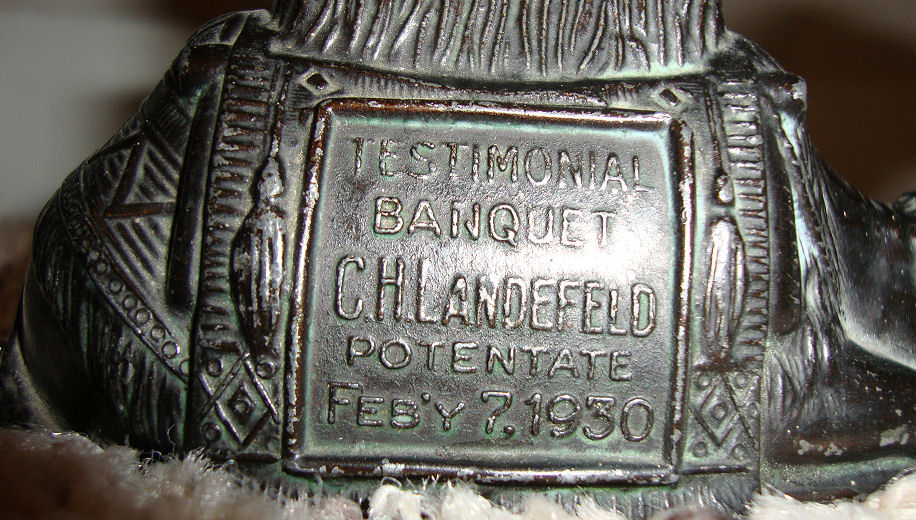 TESTIMONIAL
BANQUET
C.H. LANDEFELD
POTENTATE
FEB'Y 7, 1930